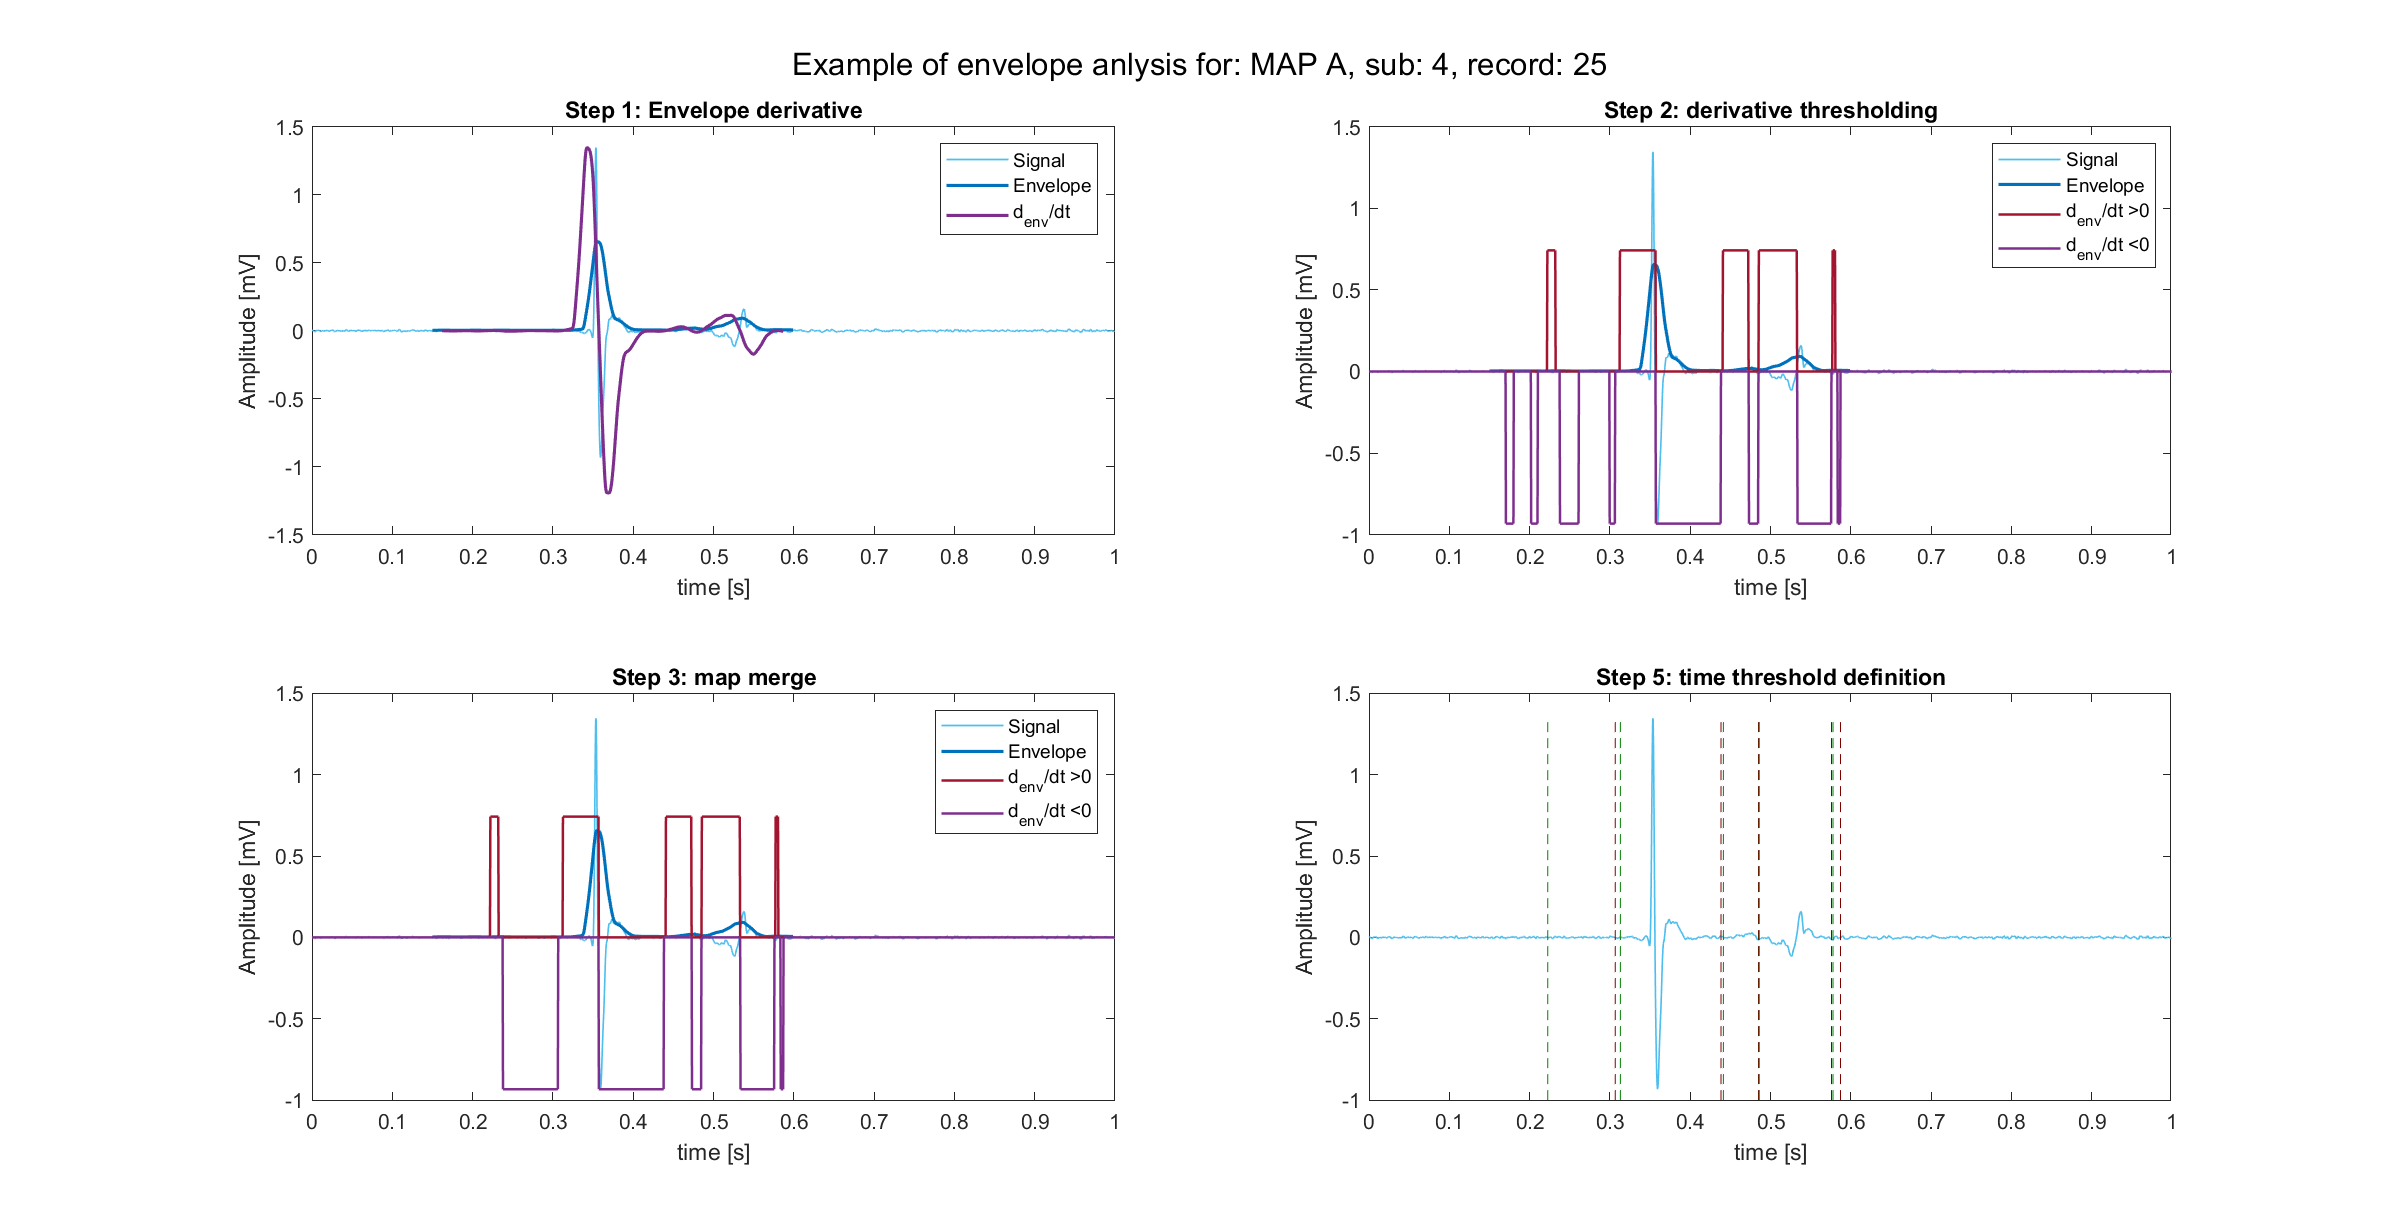 Example of envelope anlysis for: MAP A, sub: 4, record: 25
Step 1: Envelope derivative
1.5
1
0.5
0
-0.5
-1
-1.5
Amplitude [mV]
0 0.1 0.2 0.3 0.4 0.5 0.6 0.7 0.8 0.9 1
time [s]
Signal
Envelope
d_env/dt
Step 2: derivative thresholding
1.5
1
0.5
0
-0.5
-1
Amplitude [mV]
0 0.1 0.2 0.3 0.4 0.5 0.6 0.7 0.8 0.9 1
time [s]
Signal
Envelope
d_env/dt >0
d_env/dt <0
Step 3: map merge
1.5
1
0.5
0
-0.5
-1
Amplitude [mV]
0 0.1 0.2 0.3 0.4 0.5 0.6 0.7 0.8 0.9 1
time [s]
Signal
Envelope
d_env/dt >0
d_env/dt <0
Step 5: time threshold definition
1.5
1
0.5
0
-0.5
-1
Amplitude [mV]
0 0.1 0.2 0.3 0.4 0.5 0.6 0.7 0.8 0.9 1
time [s]